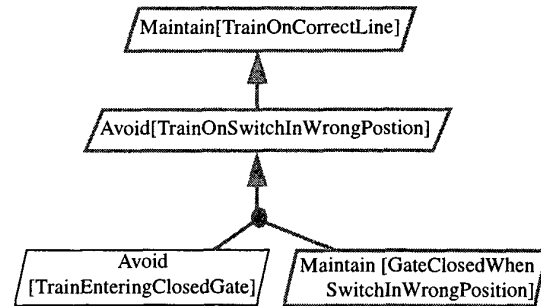 Maintain[TrainOnCorrectLine]
Avoid[TrainOnSwitchInWrongPostion]
Avoid
[TrainEnteringClosedGate]
Maintain [GateClosedWhen
SwitchInWrongPosition]